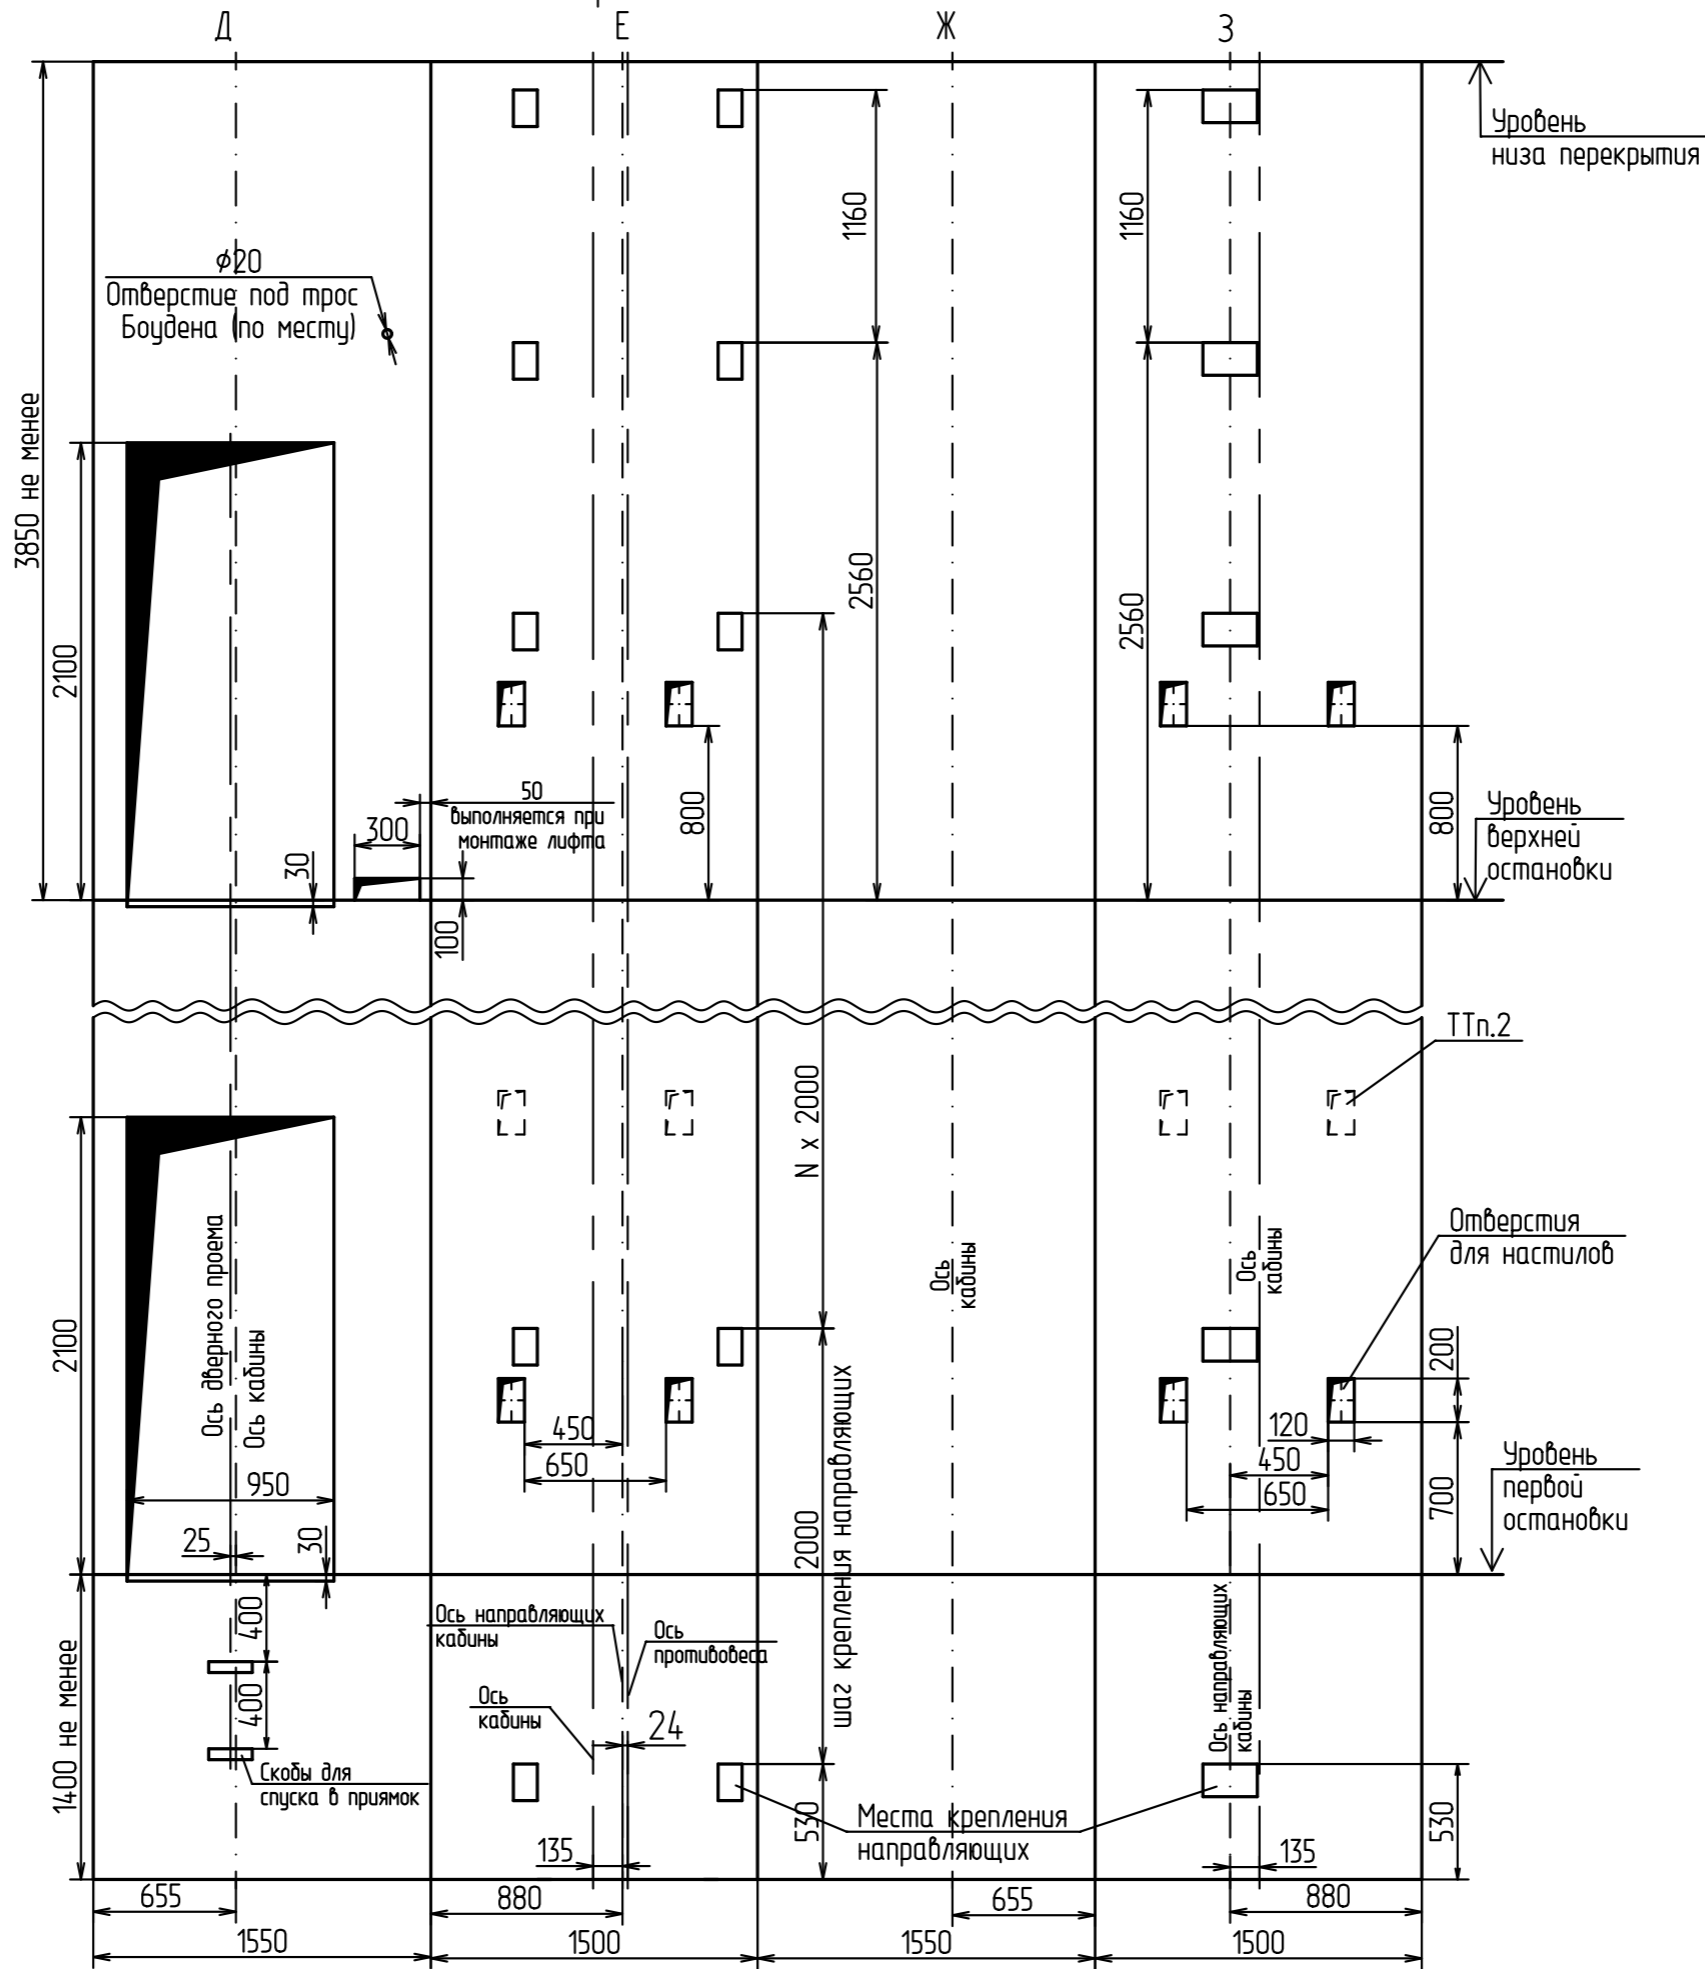 Д
Е
Ж
З
Уровень
низа перекрытия
1160
1160
ϕ20
Отверстие под трос
Боудена (по месту)
3850 не менее
2100
2560
2560
50
выполняется при
монтаже лифта
300
30
100
800
800
Уровень
верхней
остановки
ТТп.2
N x 2000
Отверстия
для настилов
Ось дверного проема
Ось кабины
Ось
кабины
Ось
кабины
2100
200
120
450
650
450
650
700
950
25
30
2000
шаг крепления направляющих
Уровень
первой
остановки
400
400
1400 не менее
Ось направляющих
кабины
Ось
противовеса
Ось
кабины
24
Ось направляющих
кабины
Скобы для
спуска в приямок
530
Места крепления
направляющих
530
135
135
655
880
655
880
1550
1500
1550
1500